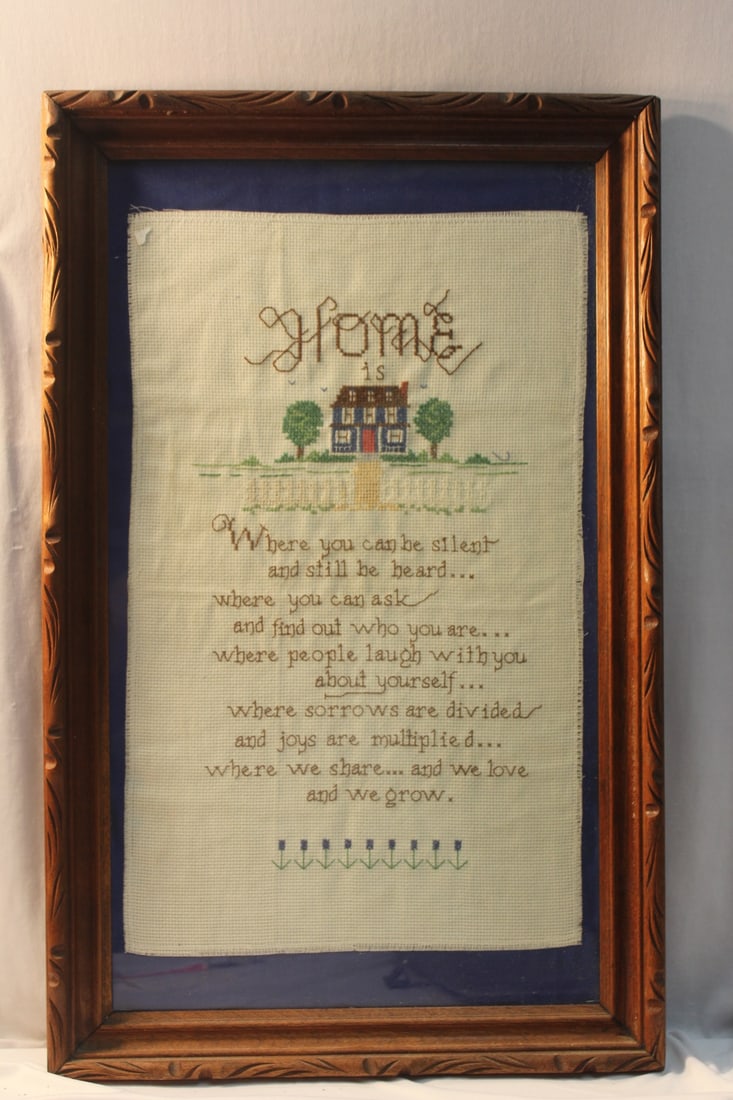 Home
is
Where you can be silent
and still be heard...
where you can ask
and find out who you are...
where people laugh with you
about yourself...
where sorrows are divided
and joys are multiplied...
where we share... and we love
and we grow.